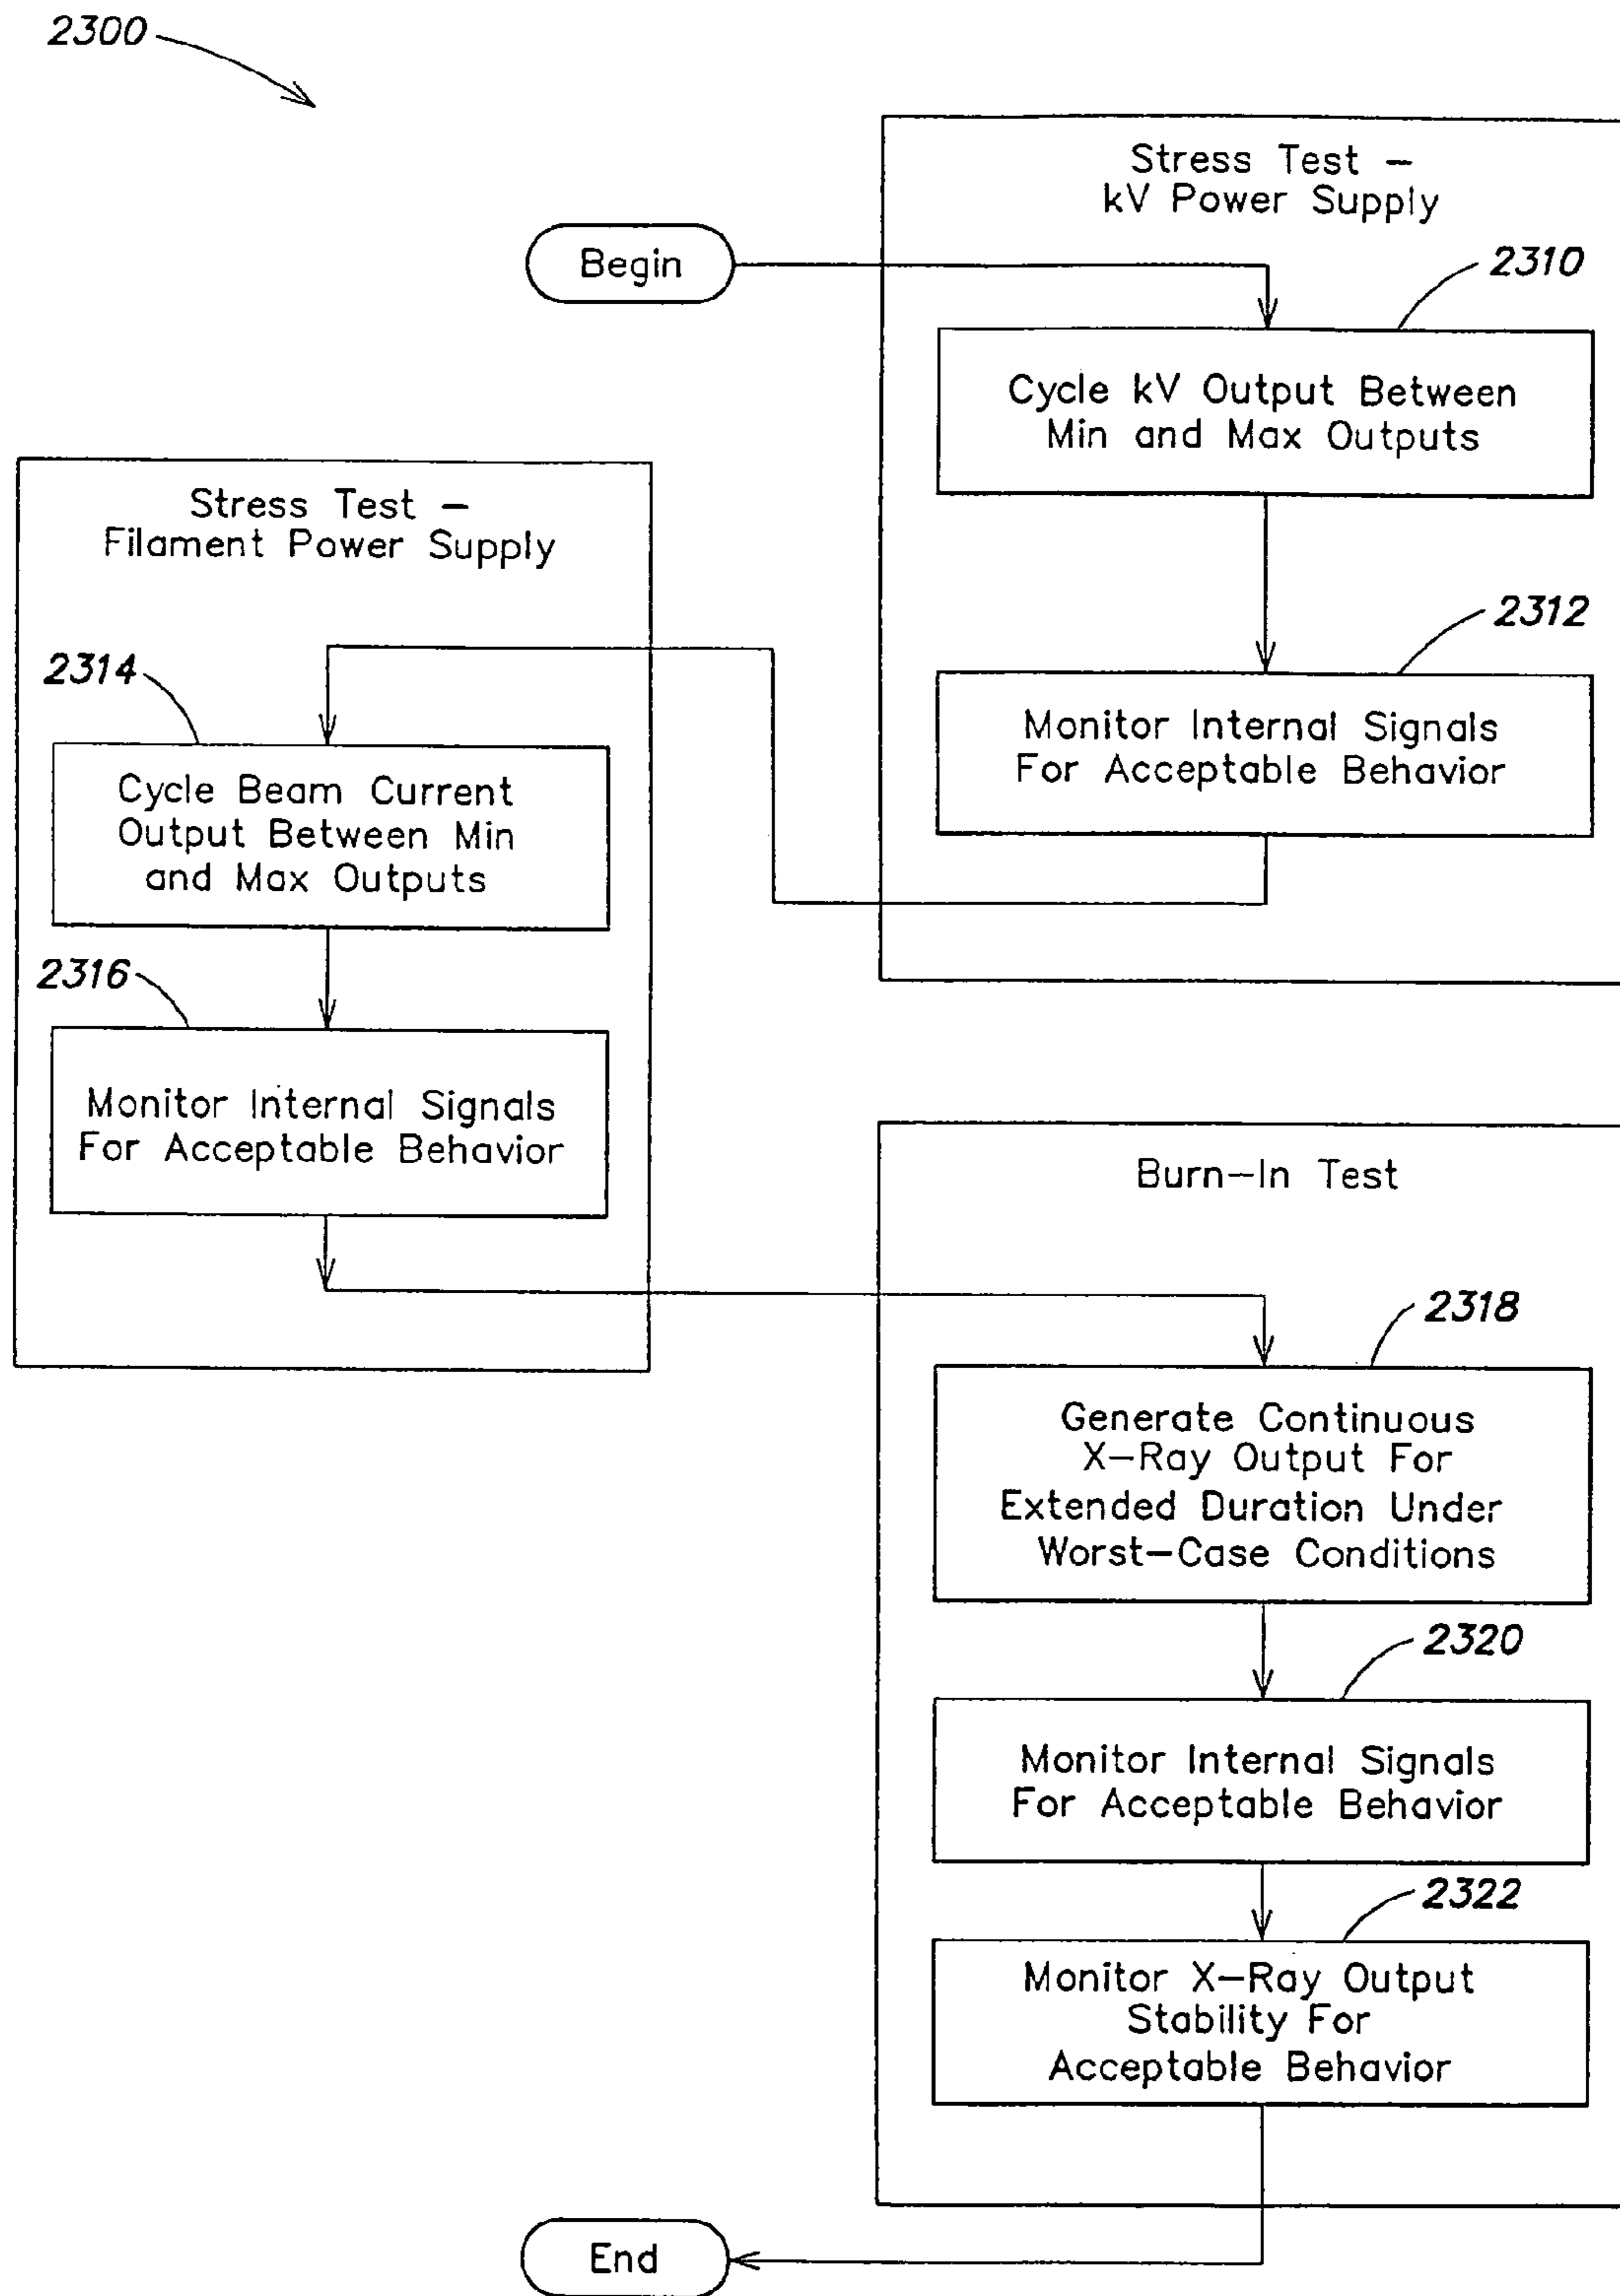 2300
Stress Test –
kV Power Supply
Begin
2310
Cycle kV Output Between
Min and Max Outputs
2312
Monitor Internal Signals
For Acceptable Behavior
Stress Test –
Filament Power Supply
2314
Cycle Beam Current
Output Between Min
and Max Outputs
2316
Monitor Internal Signals
For Acceptable Behavior
Burn–In Test
2318
Generate Continuous
X–Ray Output For
Extended Duration Under
Worst–Case Conditions
2320
Monitor Internal Signals
For Acceptable Behavior
2322
Monitor X–Ray Output
Stability For
Acceptable Behavior
End